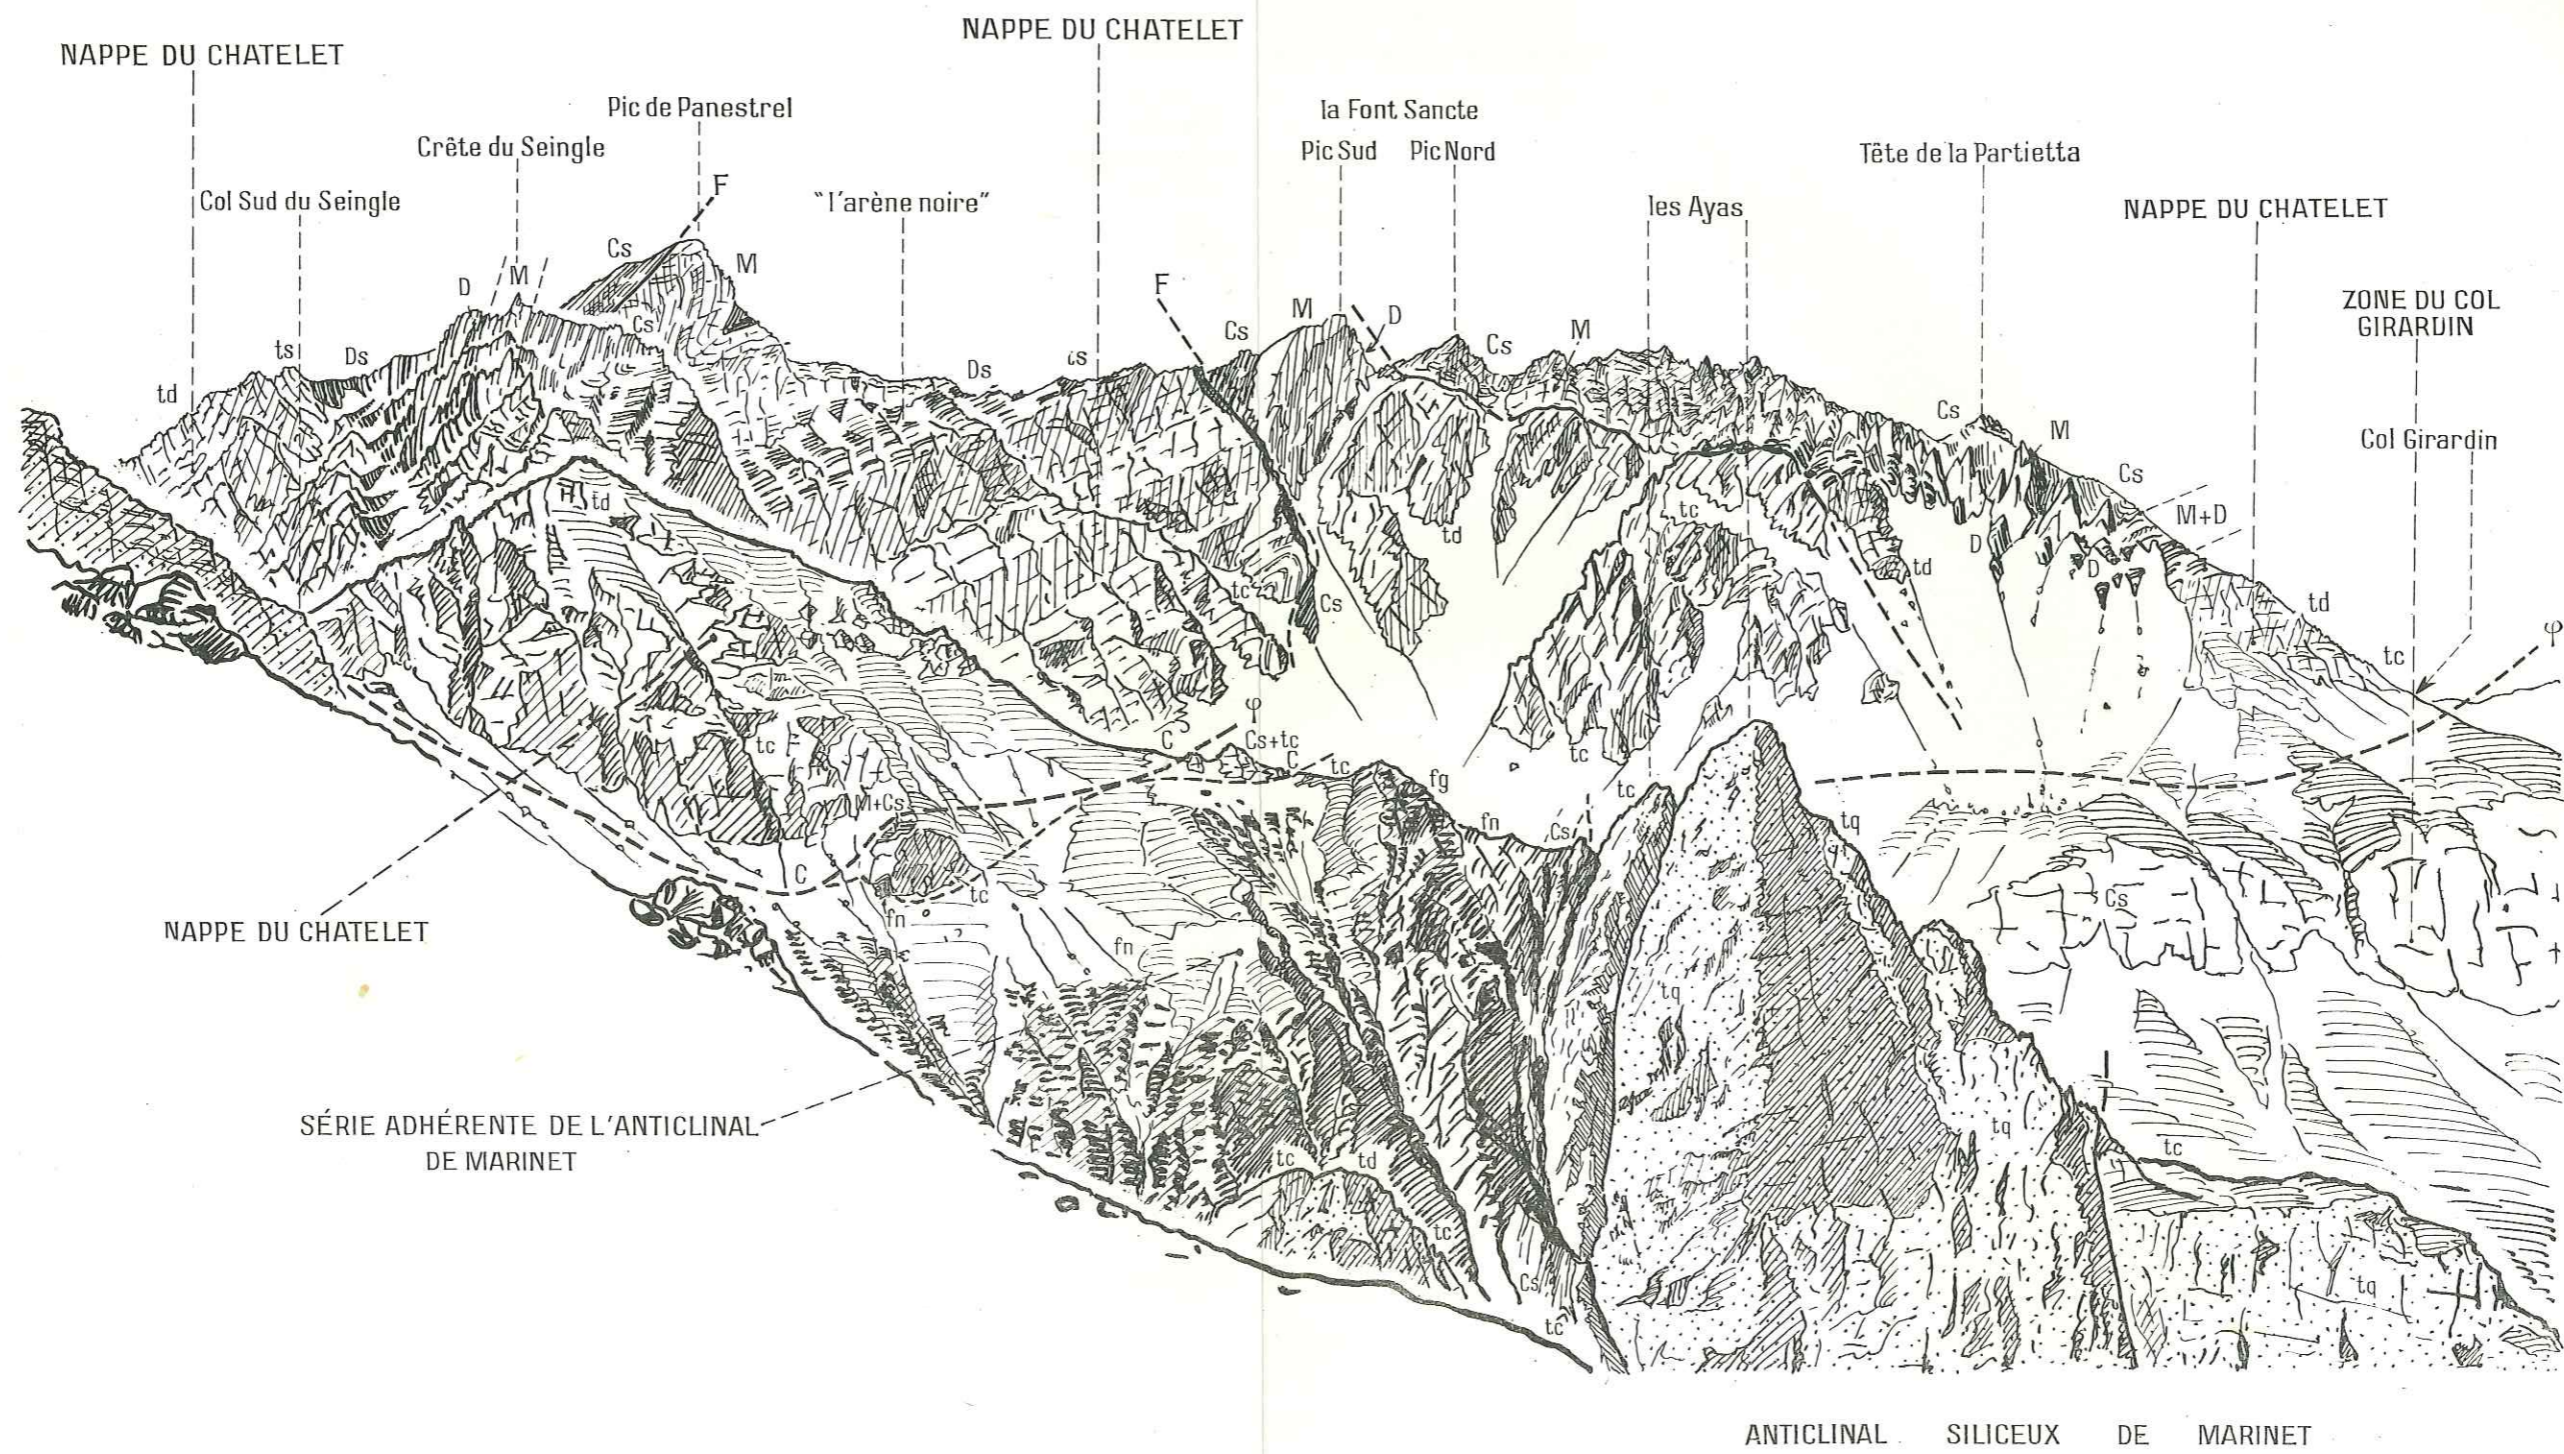 NAPPE DU CHATELET
NAPPE DU CHATELET
Pic de Panestrel
la Font Sancte
Crête du Seingle
Pic Sud Pic Nord
Tête de la Partietta
F
Col Sud du Seingle
"l'arène noire"
les Ayas
NAPPE DU CHATELET
Cs
M
D
M
F
ZONE DU COL
GIRARDIN
Cs
M
D
Cs
Cs
M
ts
Ds
Ds
td
Cs
M
Col Girardin
Cs
td
tc
M+D
td
D
td
D
tc
Cs
td
φ
tc
φ
C
Cs+tc
C
tc
tc
tc
fg
tc
M+Cs
fn
Cs
tq
C
tc
Cs
fn
NAPPE DU CHATELET
fn
tq
SÉRIE ADHÉRENTE DE L'ANTICLINAL
DE MARINET
tq
tc
tc
td
tc
Cs
tq
tc
ANTICLINAL SILICEUX DE MARINET